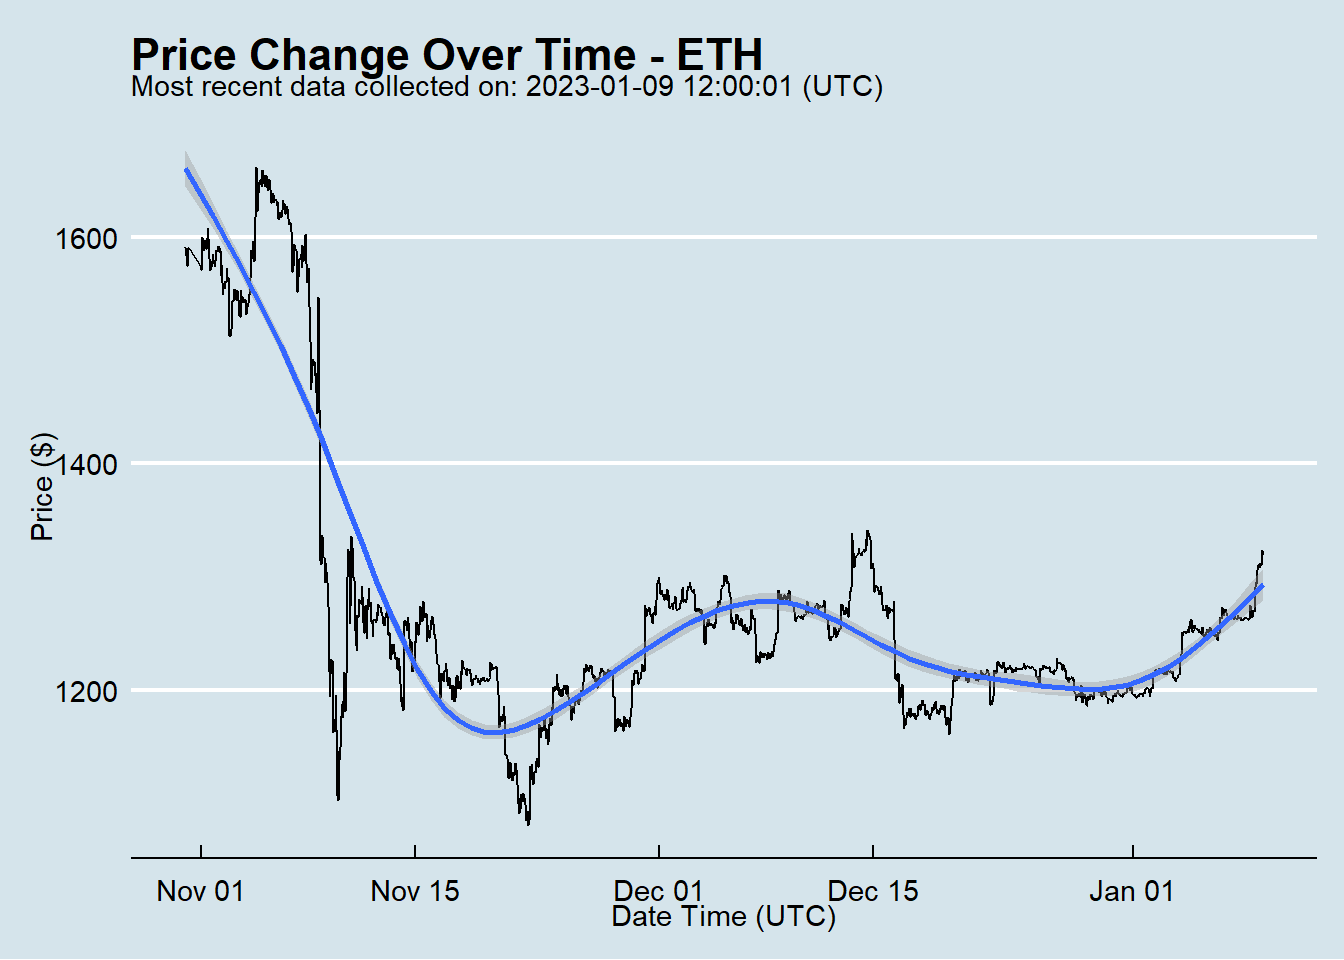 Price Change Over Time - ETH
Most recent data collected on: 2023-01-09 12:00:01 (UTC)
Price ($)
1600
1400
1200
Nov 01 Nov 15 Dec 01 Dec 15 Jan 01
Date Time (UTC)